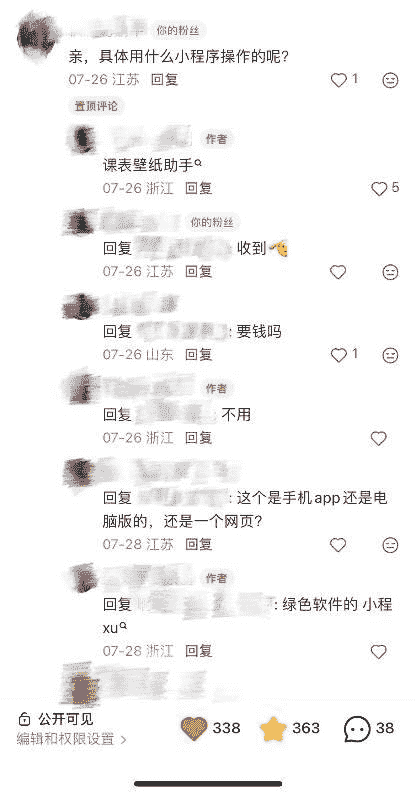 你的粉丝
亲，具体用什么小程序操作的呢?
07-26 江苏 回复 1
置顶评论
作者
课表壁纸助手
07-26 浙江 回复 5
你的粉丝
回复 : 收到
07-26 江苏 回复
回复 : 要钱吗
07-26 山东 回复 1
作者
回复 不用
07-26 浙江 回复
回复 : 这个是手机app还是电
脑版的，还是一个网页?
07-28 江苏 回复
作者
回复 : 绿色软件的 小程
xu
07-28 浙江 回复
公开可见
编辑和权限设置 >
338 363 38